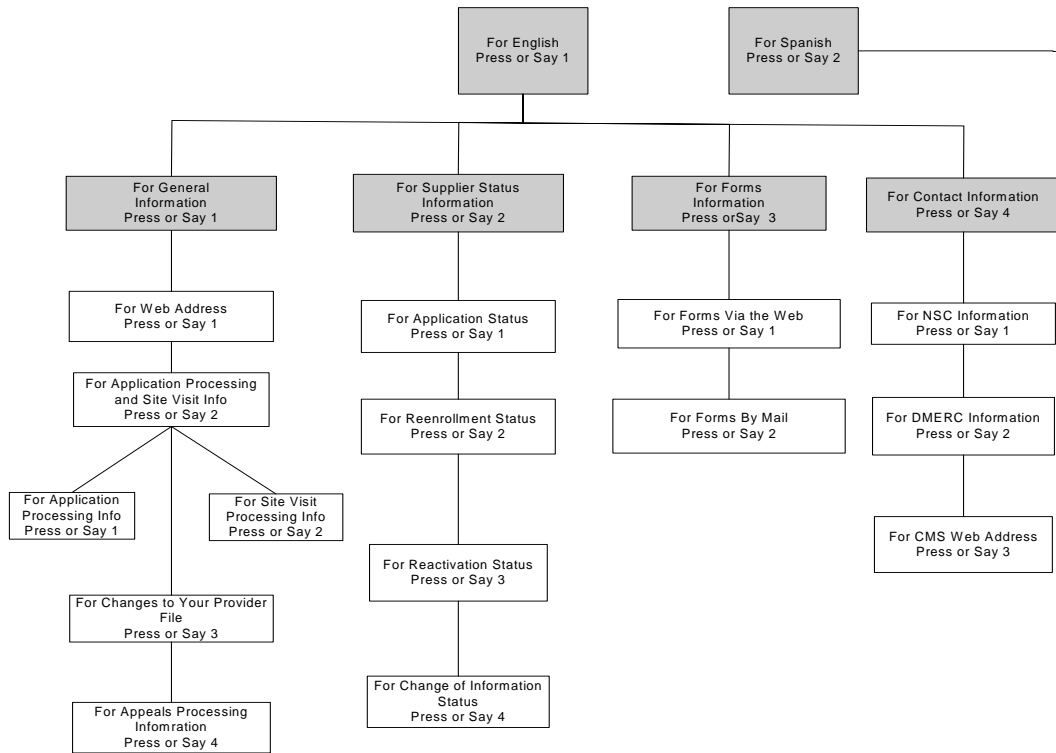 For English
Press or Say 1
For Spanish
Press or Say 2
For General
Information
Press or Say 1
For Supplier Status
Information
Press or Say 2
For Forms
Information
Press orSay 3
For Contact Information
Press or Say 4
For Web Address
Press or Say 1
For Application Status
Press or Say 1
For Forms Via the Web
Press or Say 1
For NSC Information
Press or Say 1
For Application Processing
and Site Visit Info
Press or Say 2
For Reenrollment Status
Press or Say 2
For Forms By Mail
Press or Say 2
For DMERC Information
Press or Say 2
For Application
Processing Info
Press or Say 1
For Site Visit
Processing Info
Press or Say 2
For Reactivation Status
Press or Say 3
For CMS Web Address
Press or Say 3
For Changes to Your Provider
File
Press or Say 3
For Change of Information
Status
Press or Say 4
For Appeals Processing
Infomration
Press or Say 4